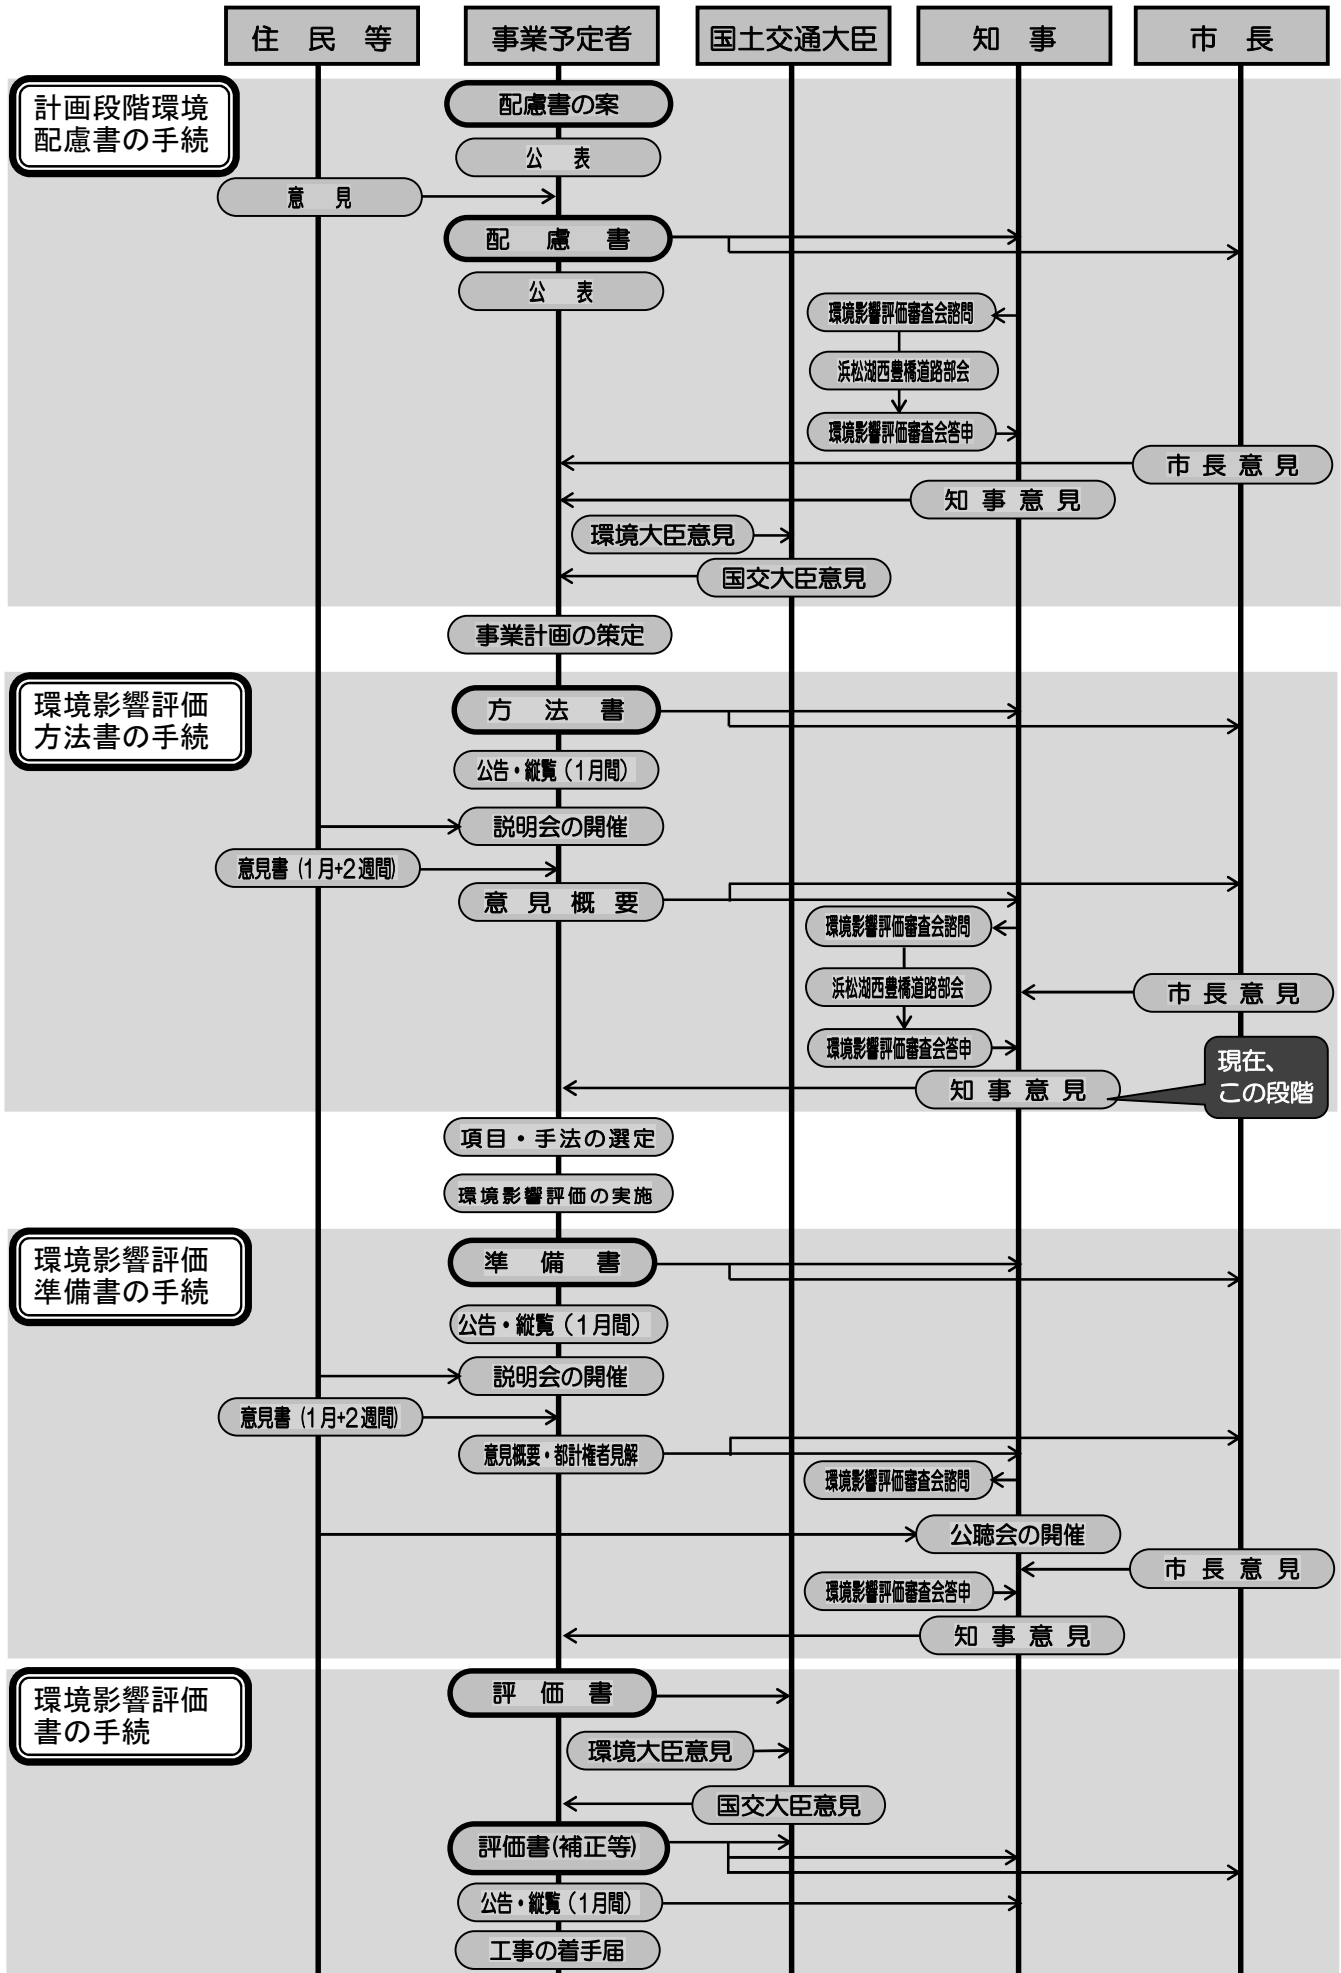 住民等
事業予定者
国土交通大臣
知事
市長
計画段階環境
配慮書の手続
配慮書の案
公表
意見
配慮書
公表
環境影響評価審査会諮問
浜松湖西豊橋道路部会
環境影響評価審査会答申
市長意見
知事意見
環境大臣意見
国交大臣意見
事業計画の策定
環境影響評価
方法書の手続
方法書
公告・縦覧（1月間）
説明会の開催
意見書（1月+2週間）
意見概要
環境影響評価審査会諮問
浜松湖西豊橋道路部会
市長意見
環境影響評価審査会答申
現在、
この段階
知事意見
項目・手法の選定
環境影響評価の実施
環境影響評価
準備書の手続
準備書
公告・縦覧（1月間）
説明会の開催
意見書（1月+2週間）
意見概要・都計権者見解
環境影響評価審査会諮問
公聴会の開催
市長意見
環境影響評価審査会答申
知事意見
環境影響評価
書の手続
評価書
環境大臣意見
国交大臣意見
評価書(補正等)
公告・縦覧（1月間）
工事の着手届